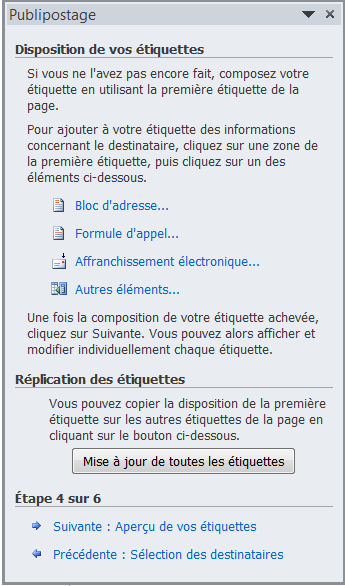 Publipostage
Disposition de vos étiquettes
Si vous ne l'avez pas encore fait, composez votre
étiquette en utilisant la première étiquette de la
page.
Pour ajouter à votre étiquette des informations
concernant le destinataire, cliquez sur une zone de
la première étiquette, puis cliquez sur un des
éléments ci-dessous.
Bloc d'adresse...
Formule d'appel...
Affranchissement électronique...
Autres éléments...
Une fois la composition de votre étiquette achevée,
cliquez sur Suivante. Vous pouvez alors afficher et
modifier individuellement chaque étiquette.
Réplication des étiquettes
Vous pouvez copier la disposition de la première
étiquette sur les autres étiquettes de la page en
cliquant sur le bouton ci-dessous.
Mise à jour de toutes les étiquettes
Étape 4 sur 6
Suivante : Aperçu de vos étiquettes
Précédente : Sélection des destinataires